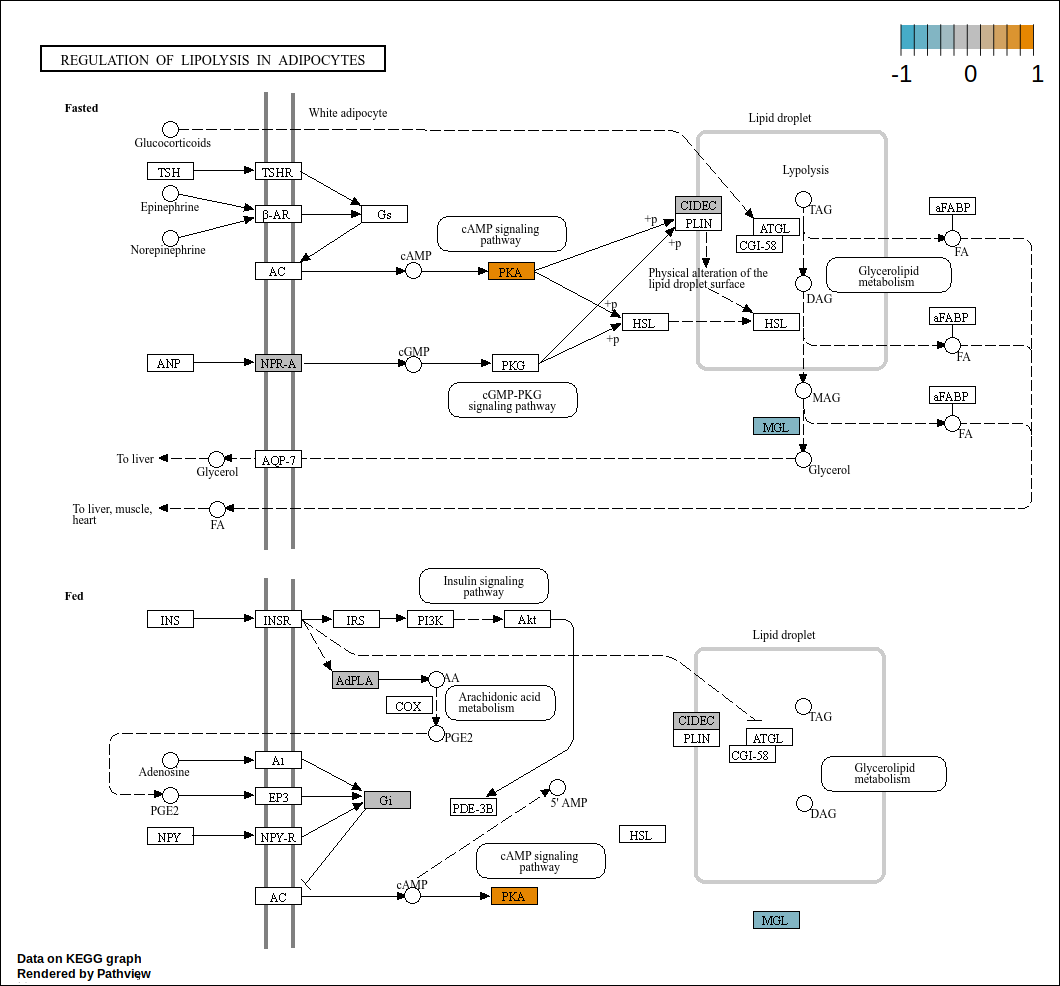 REGULATION OF LIPOLYSIS IN ADIPOCYTES
-1 0 1
Fasted
White adipocyte
Lipid droplet
Glucocorticoids
TSH
TSHR
Lypolysis
Epinephrine
β-AR
Gs
Norepinephrine
cAMP signaling
pathway
CIDEC
PLIN
+p
+p
ATGL
CGI-58
TAG
aFABP
FA
AC
cAMP
PKA
Physical alteration of the
lipid droplet surface
Glycerolipid
metabolism
DAG
+p
HSL
HSL
+p
aFABP
FA
ANP
NPR-A
cGMP
PKG
cGMP-PKG
signaling pathway
MAG
aFABP
FA
MGL
To liver
Glycerol
AQP-7
Glycerol
To liver, muscle,
heart
FA
Fed
Insulin signaling
pathway
INS
INSR
IRS
PI3K
Akt
Lipid droplet
AdPLA
AA
COX
Arachidonic acid
metabolism
PGE2
CIDEC
PLIN
TAG
ATGL
CGI-58
Adenosine
A1
Glycerolipid
metabolism
PGE2
EP3
Gi
PDE-3B
5' AMP
DAG
NPY
NPY-R
HSL
cAMP signaling
pathway
AC
cAMP
PKA
MGL
Data on KEGG graph
Rendered by Pathview